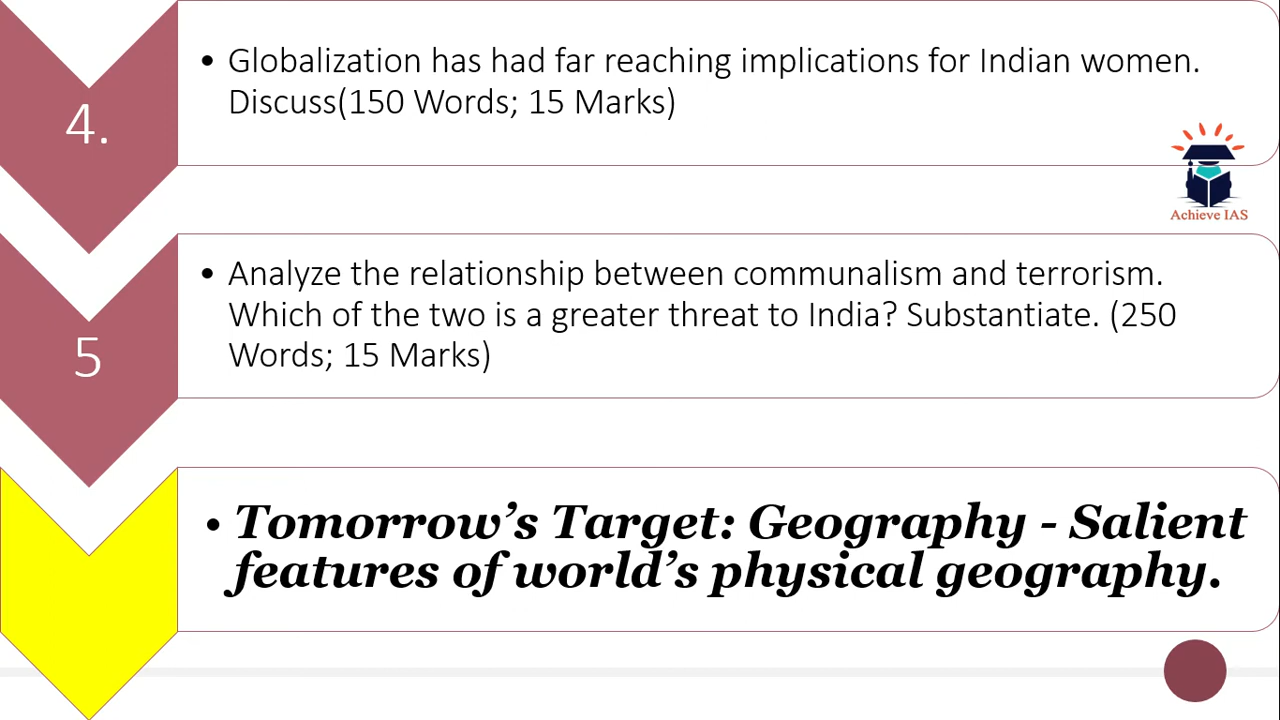 4.
• Globalization has had far reaching implications for Indian women.
Discuss(150 Words; 15 Marks)
Achieve IAS
5
• Analyze the relationship between communalism and terrorism.
Which of the two is a greater threat to India? Substantiate. (250
Words; 15 Marks)
• Tomorrow’s Target: Geography - Salient
features of world’s physical geography.